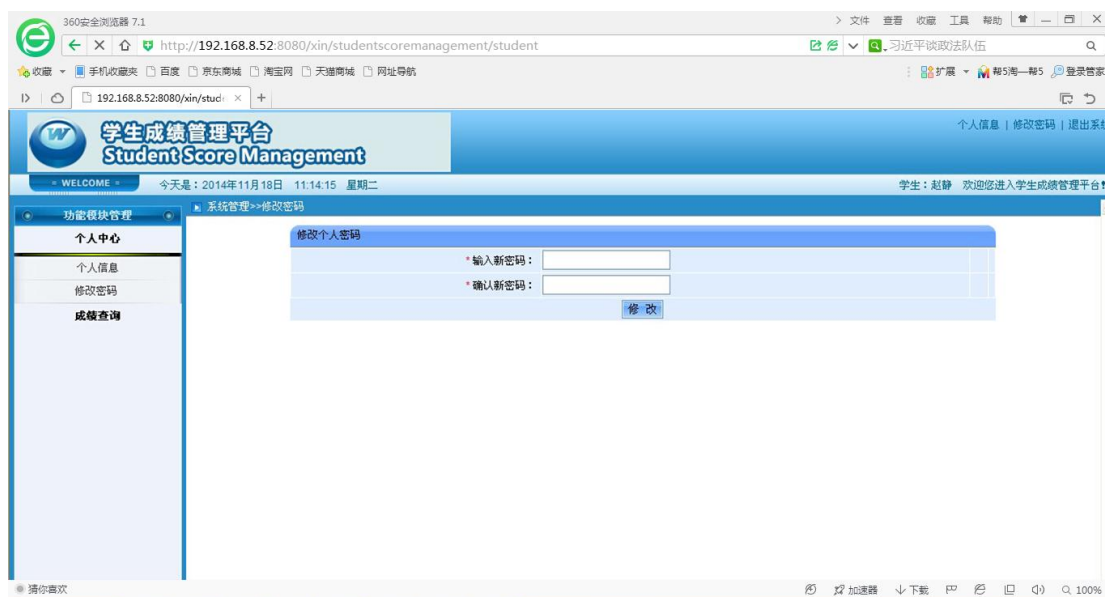 360安全浏览器 7.1
文件 查看 收藏 工具 帮助
http://192.168.8.52:8080/xin/studentscoremanagement/student
习近平谈政法队伍
收藏 手机收藏夹 百度 京东商城 淘宝网 天猫商城 网址导航
扩展 帮5淘—帮5 登录管家
192.168.8.52:8080/xin/stud
W
学生成绩管理平台
Student Score Management
个人信息 | 修改密码 | 退出系统
WELCOME
今天是:2014年11月18日 11:14:15 星期二
学生:赵静 欢迎您进入学生成绩管理平台!
功能模块管理
系统管理>>修改密码
个人中心
个人信息
修改密码
成绩查询
修改个人密码
*输入新密码:
*确认新密码:
修 改
猜你喜欢
加速器 下载 100%